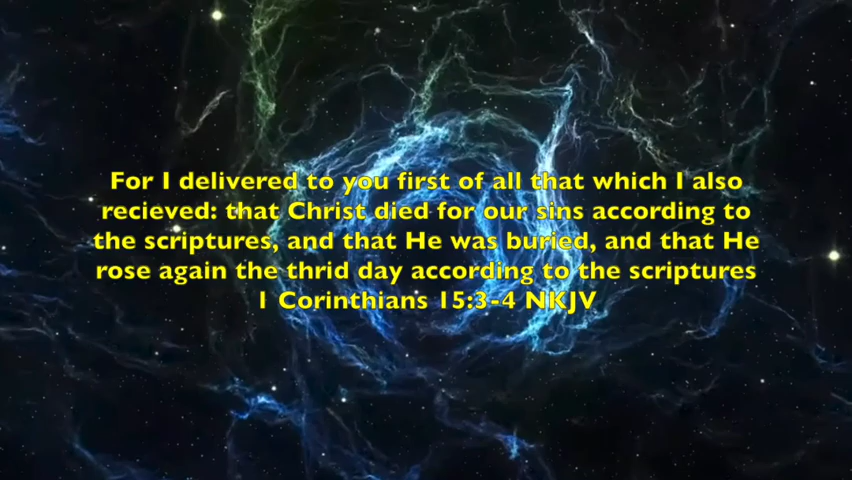 For I delivered to you first of all that which I also
recieved: that Christ died for our sins according to
the scriptures, and that He was buried, and that He
rose again the thrid day according to the scriptures
1 Corinthians 15:3-4 NKJV